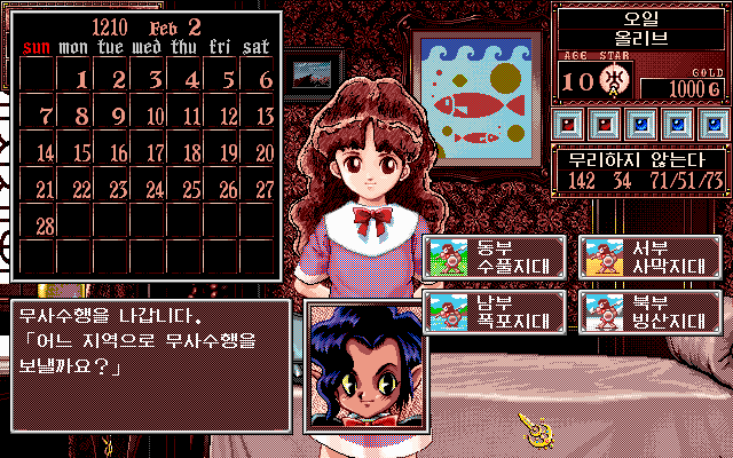 1210 Feb 2
sun mon tue wed thu fri sat
1 2 3 4 5 6
7 8 9 10 11 12 13
14 15 16 17 18 19 20
21 22 23 24 25 26 27
28
오일
올리브
AGE STAR
10 水 GOLD
1000 G
무리하지 않는다
142 34 71/51/73
동부
수풀지대
서부
사막지대
남부
폭포지대
북부
빙산지대
무사수행을 나갑니다.
「어느 지역으로 무사수행을
보낼까요?」